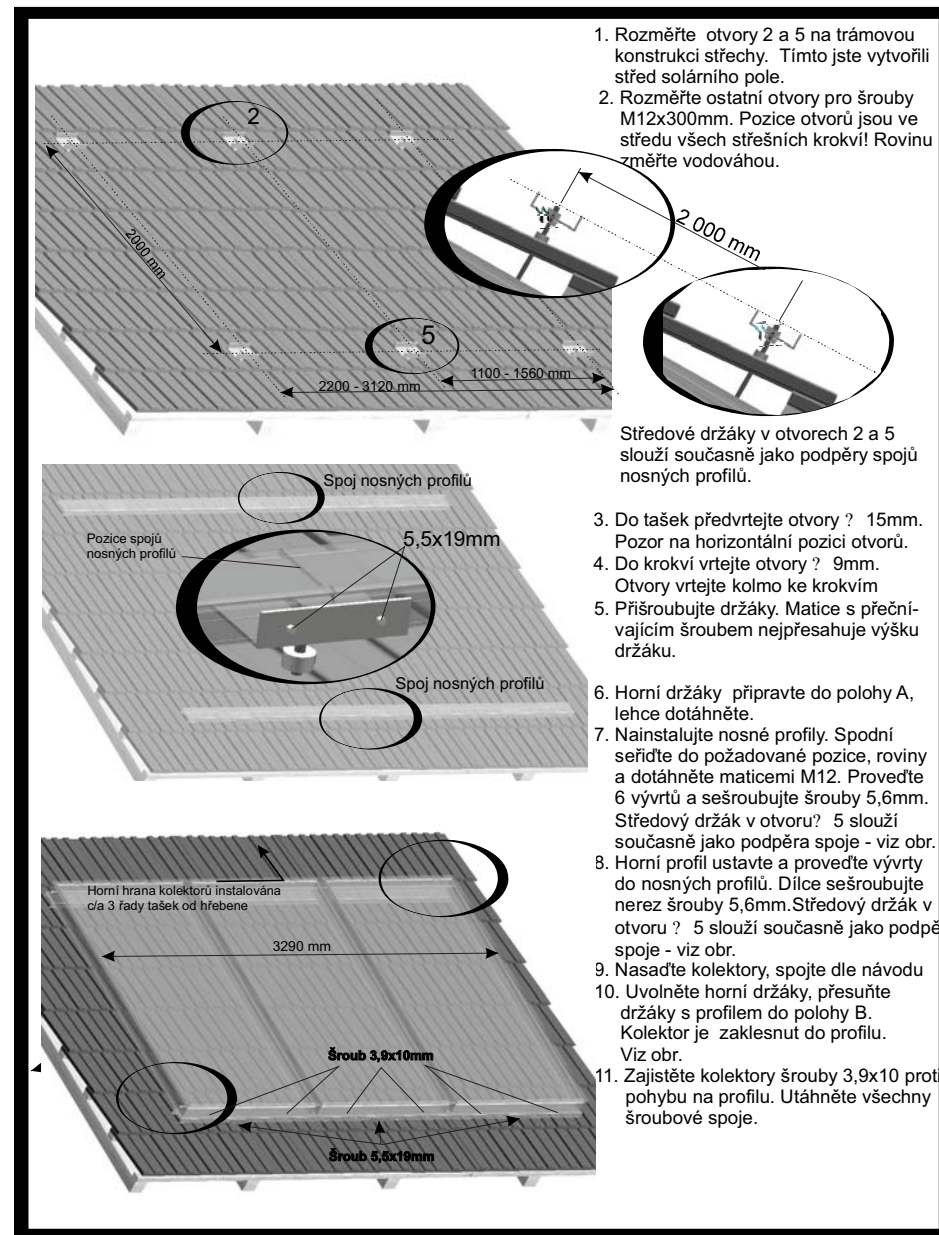 1. Rozměřte otvory 2 a 5 na trámovou
konstrukci střechy. Tímto jste vytvořili
střed solárního pole.
2. Rozměřte ostatní otvory pro šrouby
M12x300mm. Pozice otvorů jsou ve
středu všech střešních krokví! Rovinu
změřte vodováhou.
2
2 000 mm
2000 mm
5
1100 - 1560 mm
2200 - 3120 mm
Středové držáky v otvorech 2 a 5
slouží současně jako podpěry spojů
nosných profilů.
Spoj nosných profilů
Pozice spojů
nosných profilů
5,5x19mm
Spoj nosných profilů
3. Do tašek předvrtejte otvory ? 15mm.
Pozor na horizontální pozici otvorů.
4. Do krokví vrtejte otvory ? 9mm.
Otvory vrtejte kolmo ke krokvím
5. Přišroubujte držáky. Matice s přeční-
vajícím šroubem nejpřesahuje výšku
držáku.
6. Horní držáky připravte do polohy A,
lehce dotáhněte.
7. Nainstalujte nosné profily. Spodní
seřiďte do požadované pozice, roviny
a dotáhněte maticemi M12. Proveďte
6 vývrtů a sešroubujte šrouby 5,6mm.
Středový držák v otvoru? 5 slouží
současně jako podpěra spoje - viz obr.
8. Horní profil ustavte a proveďte vývrty
do nosných profilů. Dílce sešroubujte
nerez šrouby 5,6mm.Středový držák v
otvoru ? 5 slouží současně jako podpě
spoje - viz obr.
9. Nasaďte kolektory, spojte dle návodu
10. Uvolněte horní držáky, přesuňte
držáky s profilem do polohy B.
Kolektor je zaklesnut do profilu.
Viz obr.
11. Zajistěte kolektory šrouby 3,9x10 proti
pohybu na profilu. Utáhněte všechny
šroubové spoje.
Horní hrana kolektorů instalována
c/a 3 řady tašek od hřebene
3290 mm
Šroub 3,9x10mm
Šroub 5,5x19mm